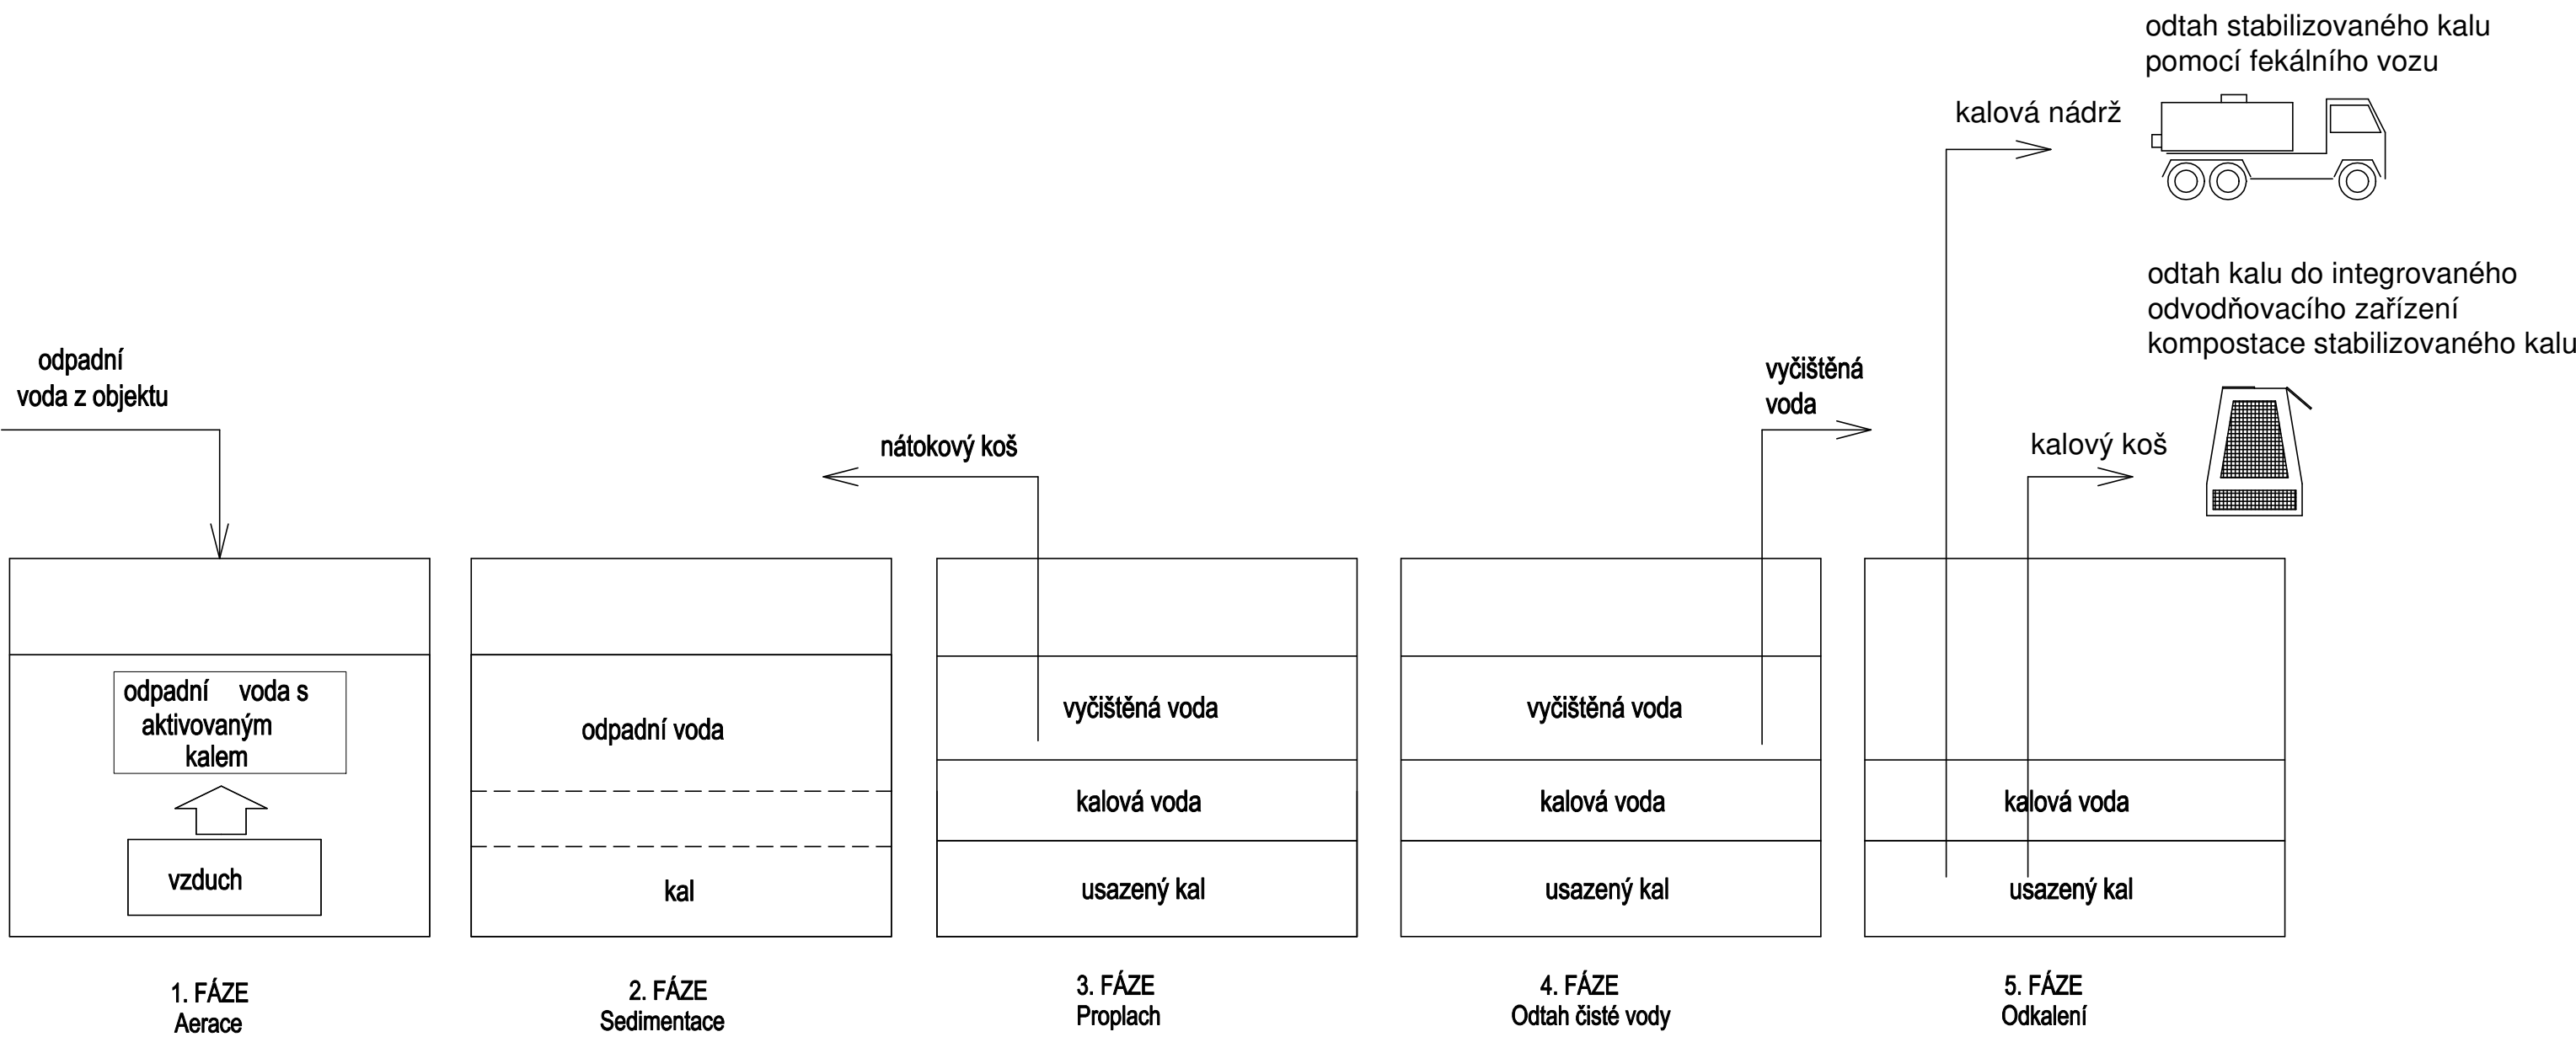 odtah stabilizovaného kalu
pomocí fekálního vozu
kalová nádrž
odtah kalu do integrovaného
odvodňovacího zařízení
kompostace stabilizovaného kalu
odpadní
voda z objektu
nátokový koš
vyčištěná
voda
kalový koš
odpadní voda s
aktivovaným
kalem
vzduch
odpadní voda
kal
vyčištěná voda
kalová voda
usazený kal
vyčištěná voda
kalová voda
usazený kal
kalová voda
usazený kal
1. FÁZE
Aerace
2. FÁZE
Sedimentace
3. FÁZE
Proplach
4. FÁZE
Odtah čisté vody
5. FÁZE
Odkalení